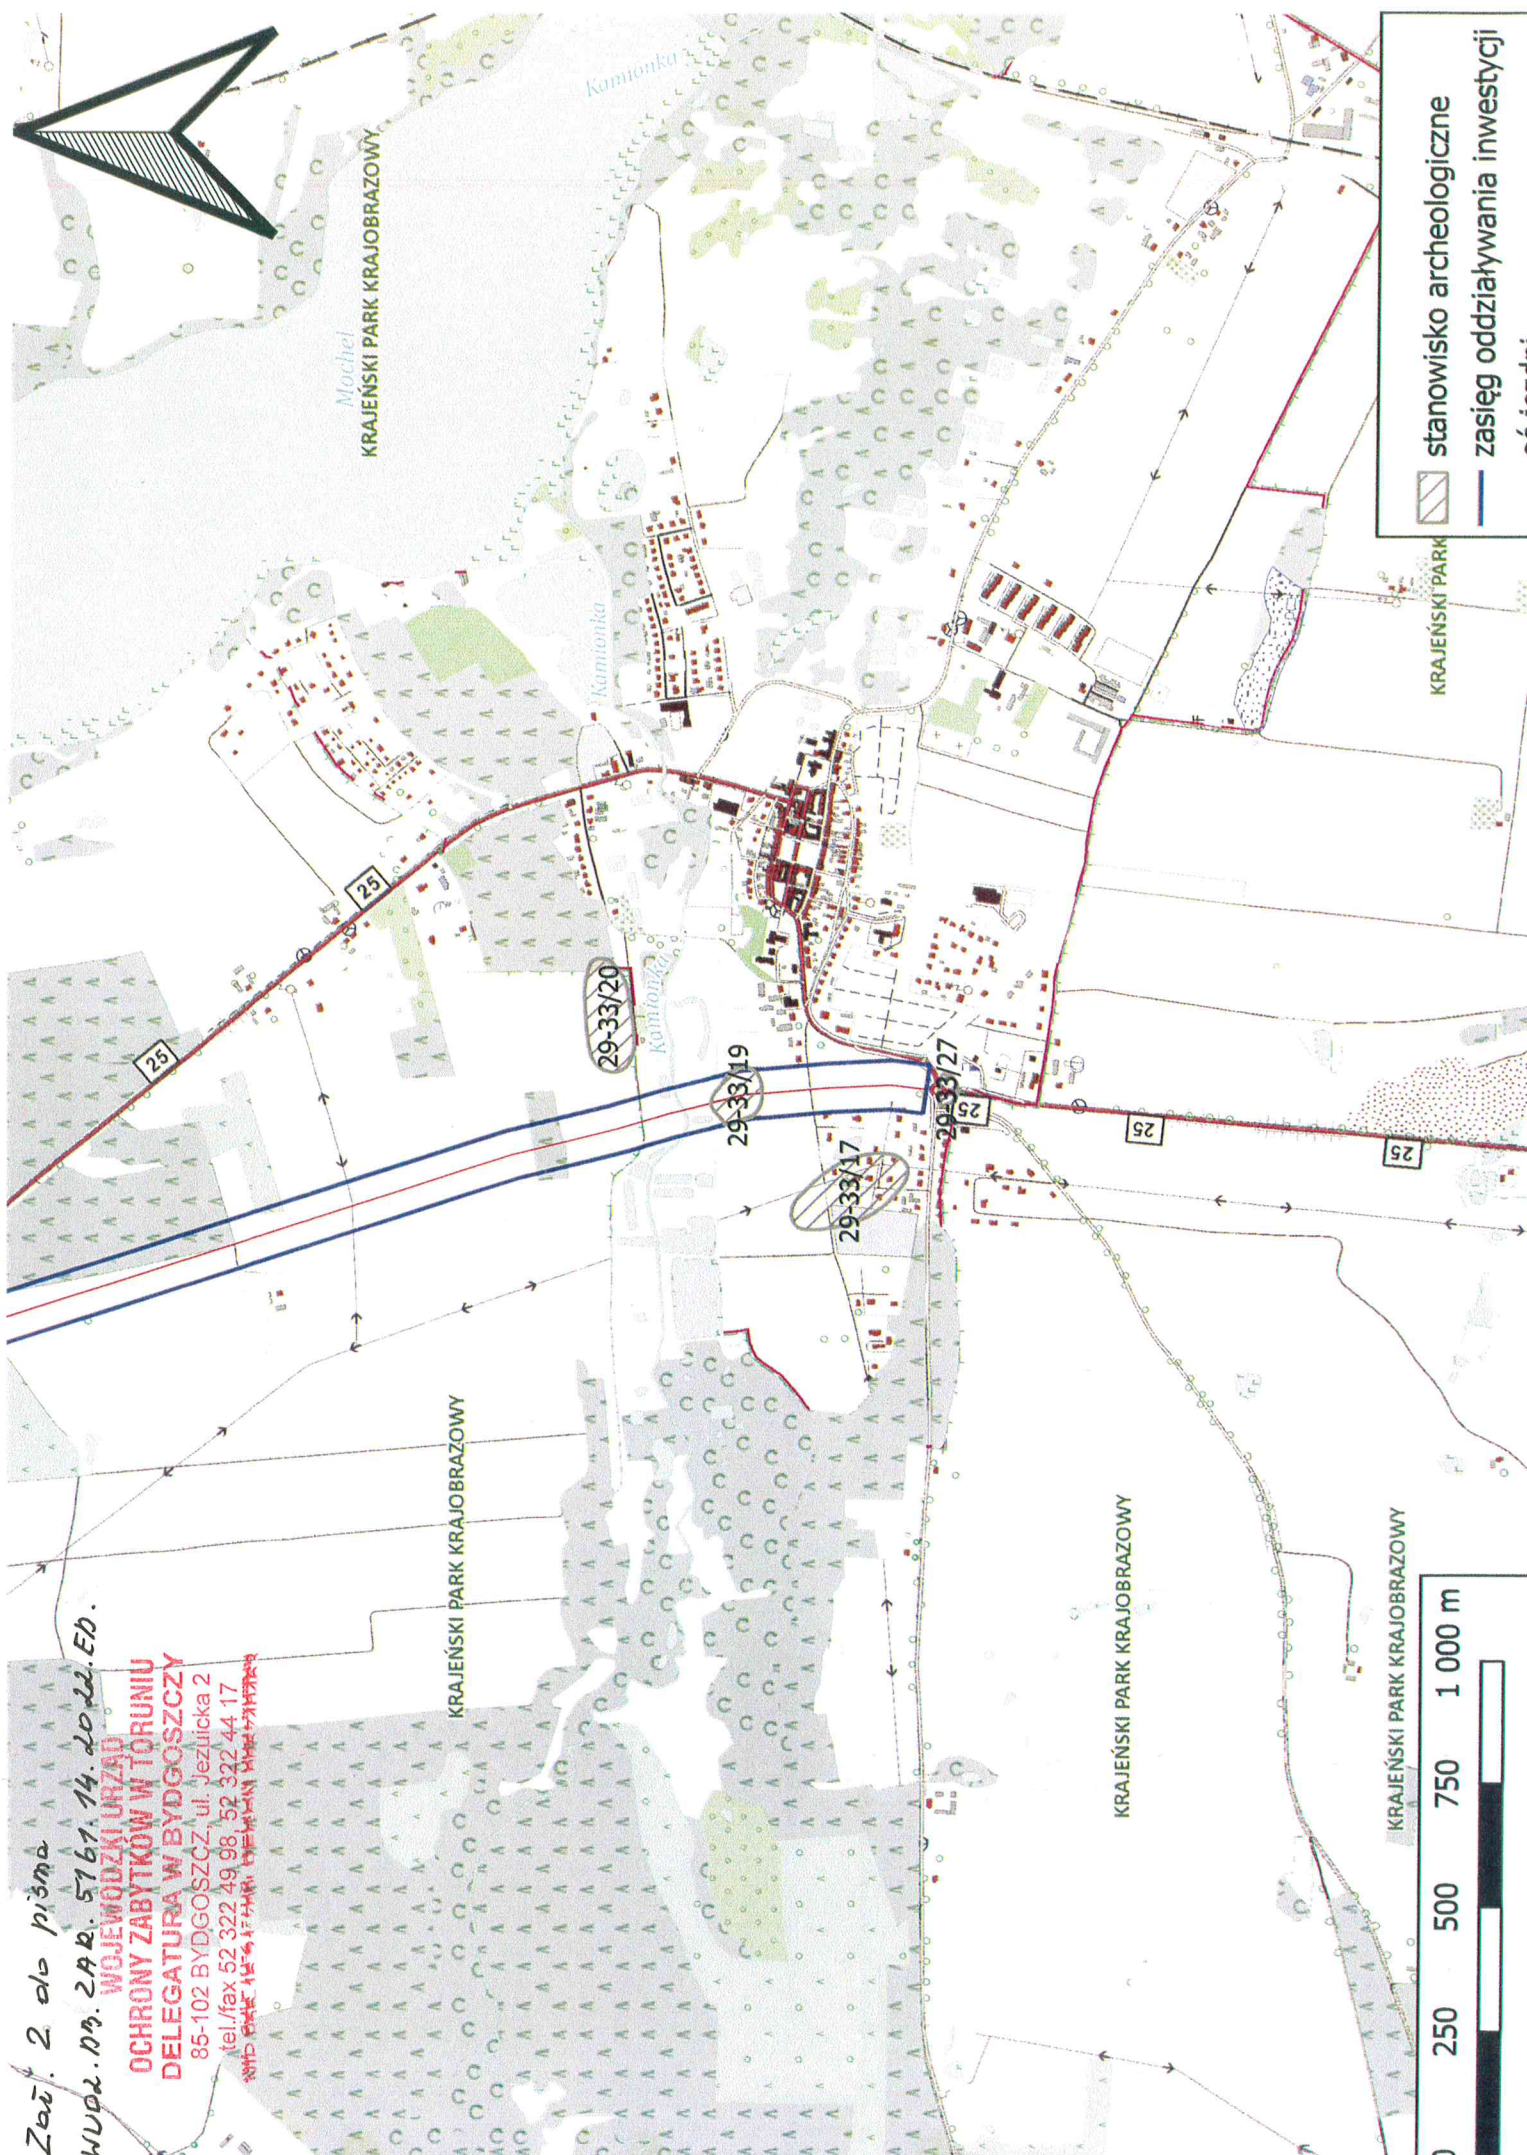 Zał. 2 do pisma
WUOZ.DB.ZAR.5161.14.2022.ED.
WOJEWÓDZKI URZĄD
OCHRONY ZABYTKÓW W TORUNIU
DELEGATURA W BYDGOSZCZY
85-102 BYDGOSZCZ, ul. Jezuicka 2
tel./fax 52 322 49 98, 52 322 44 17
Mochel
KRAJEŃSKI PARK KRAJOBRAZOWY
Kamionka
25
25
Kamionka
29-33/20
Kamionka
29-33/19
29-33/17
29-33/27
25
25
25
KRAJEŃSKI PARK KRAJOBRAZOWY
KRAJEŃSKI PARK KRAJOBRAZOWY
KRAJEŃSKI PARK KRAJOBRAZOWY
KRAJEŃSKI PARK
stanowisko archeologiczne
zasięg oddziaływania inwestycji
0 250 500 750 1 000 m